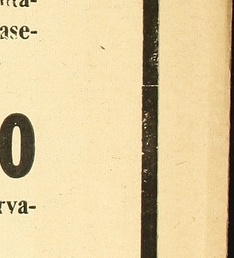 ase-
0
rva-